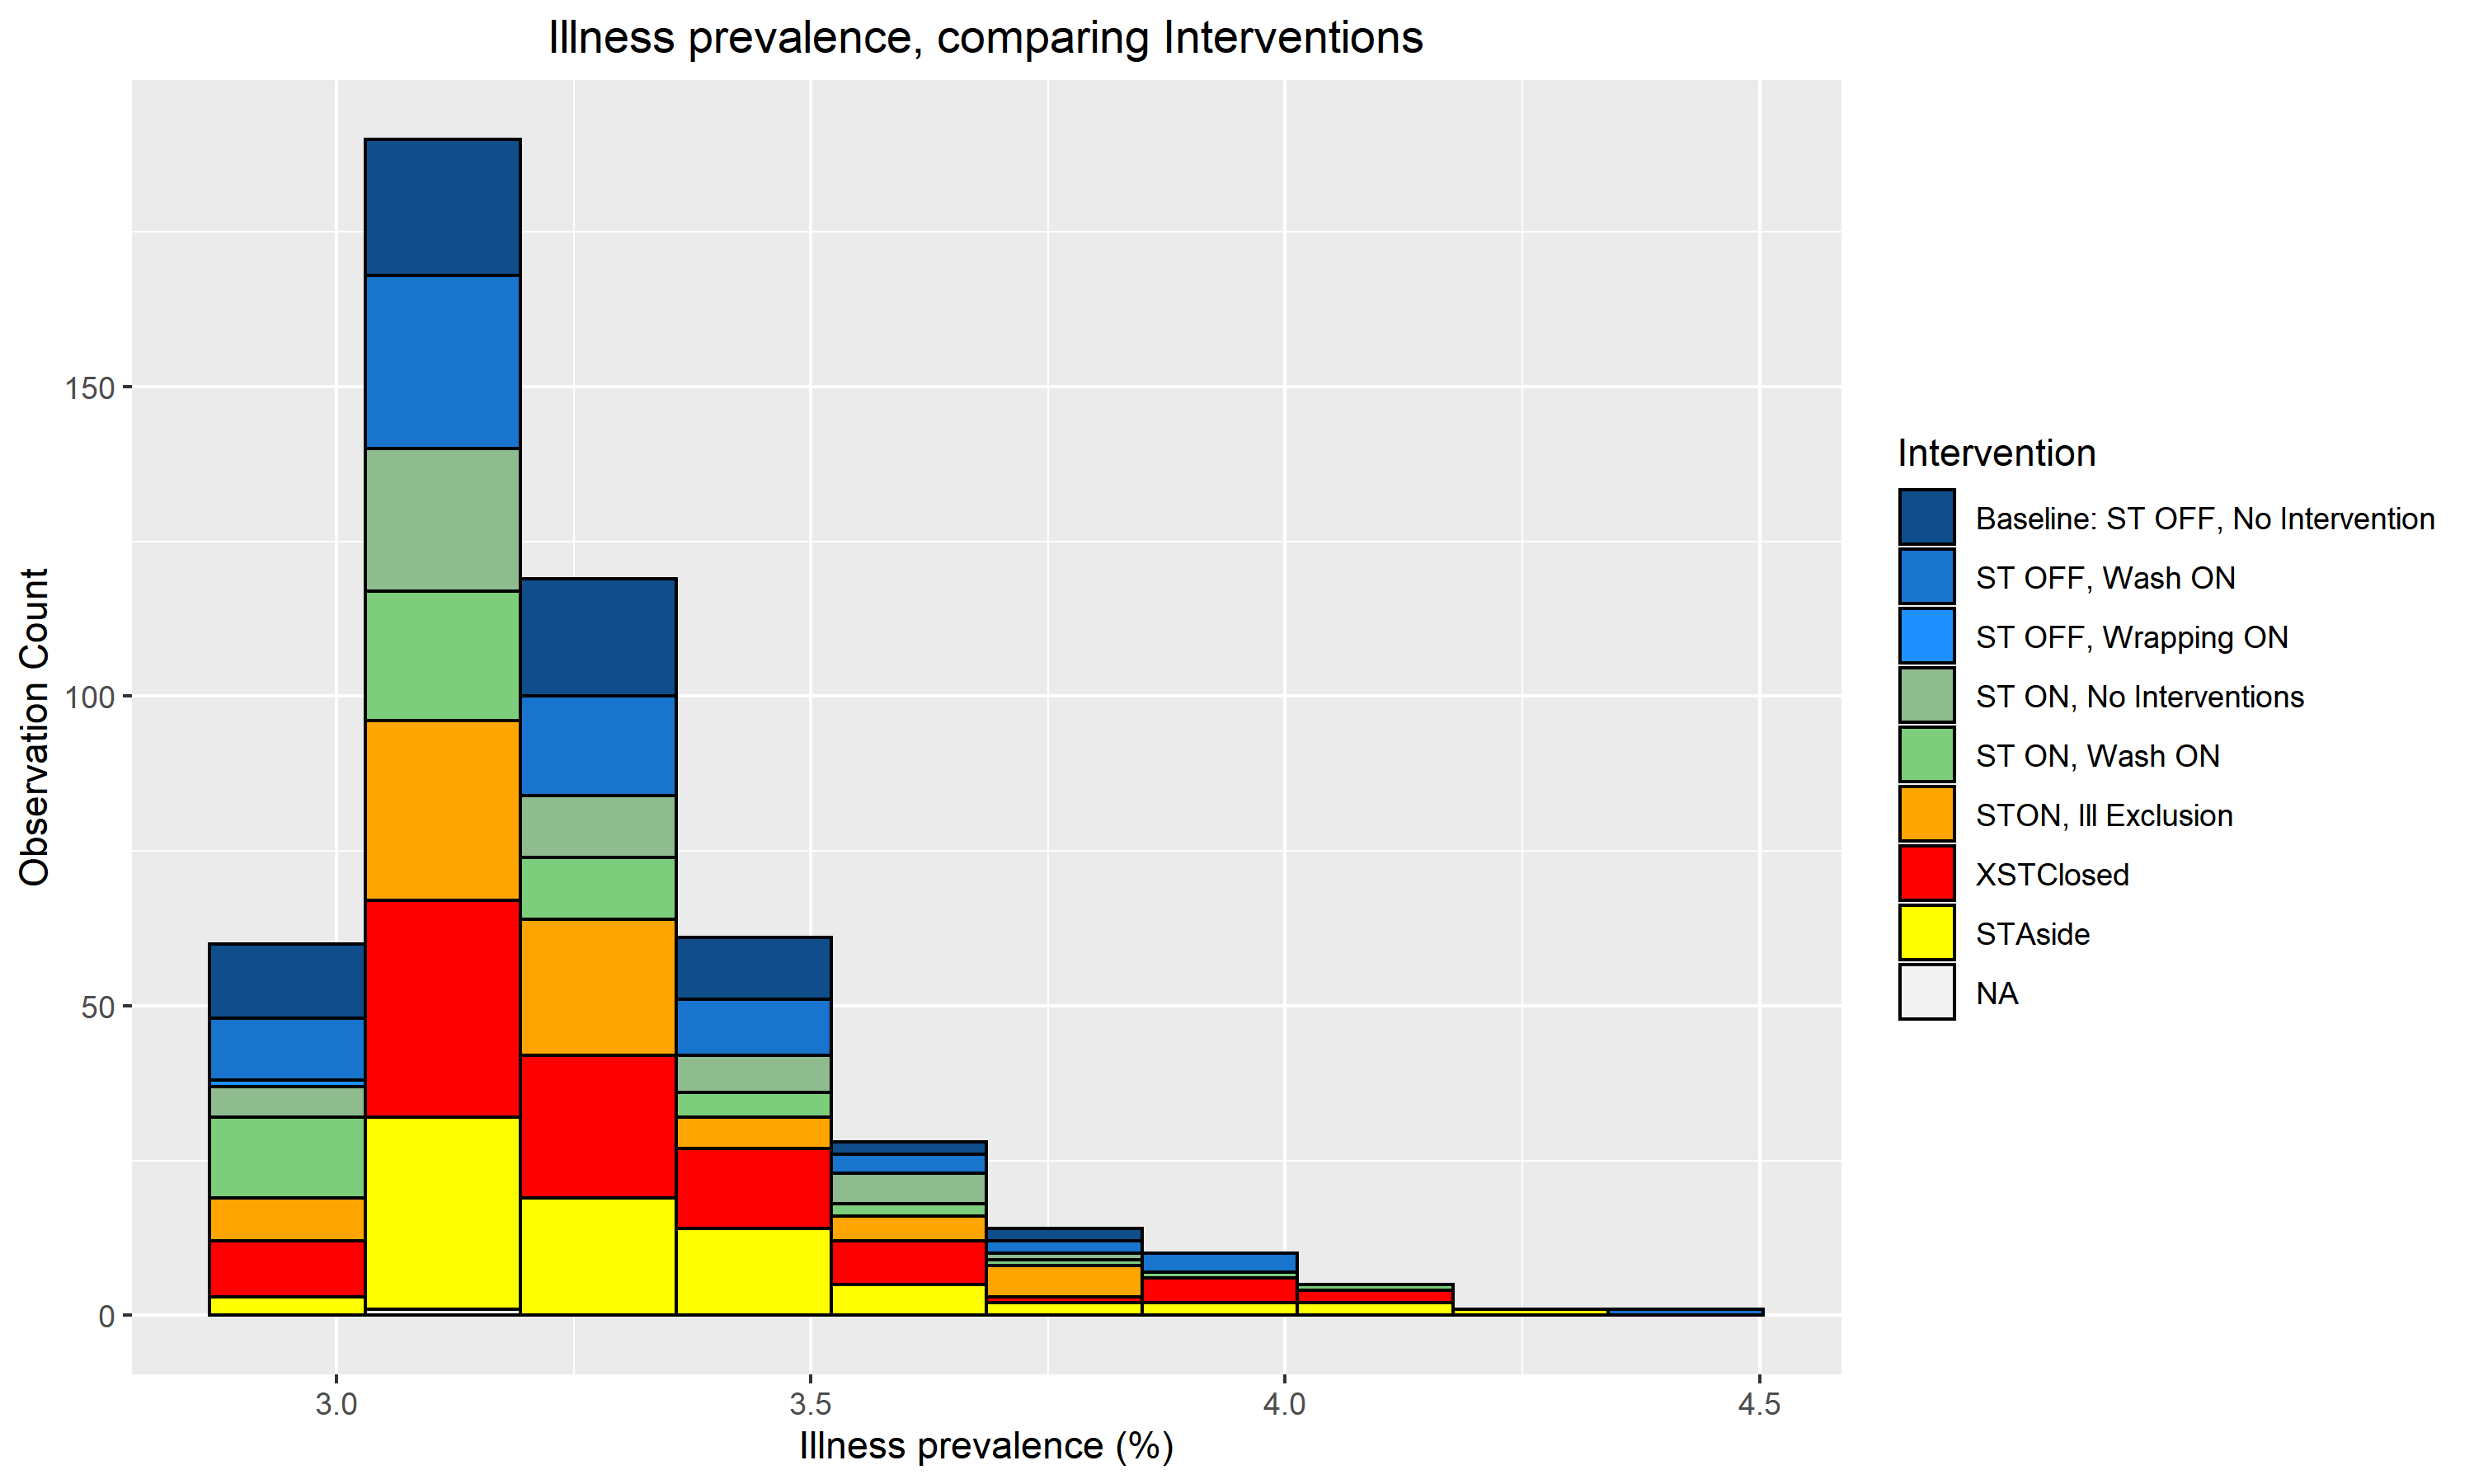 Illness prevalence, comparing Interventions
Observation Count
150
100
50
0
3.0 3.5 4.0 4.5
Illness prevalence (%)
Intervention
Baseline: ST OFF, No Intervention
ST OFF, Wash ON
ST OFF, Wrapping ON
ST ON, No Interventions
ST ON, Wash ON
STON, Ill Exclusion
XSTClosed
STAside
NA